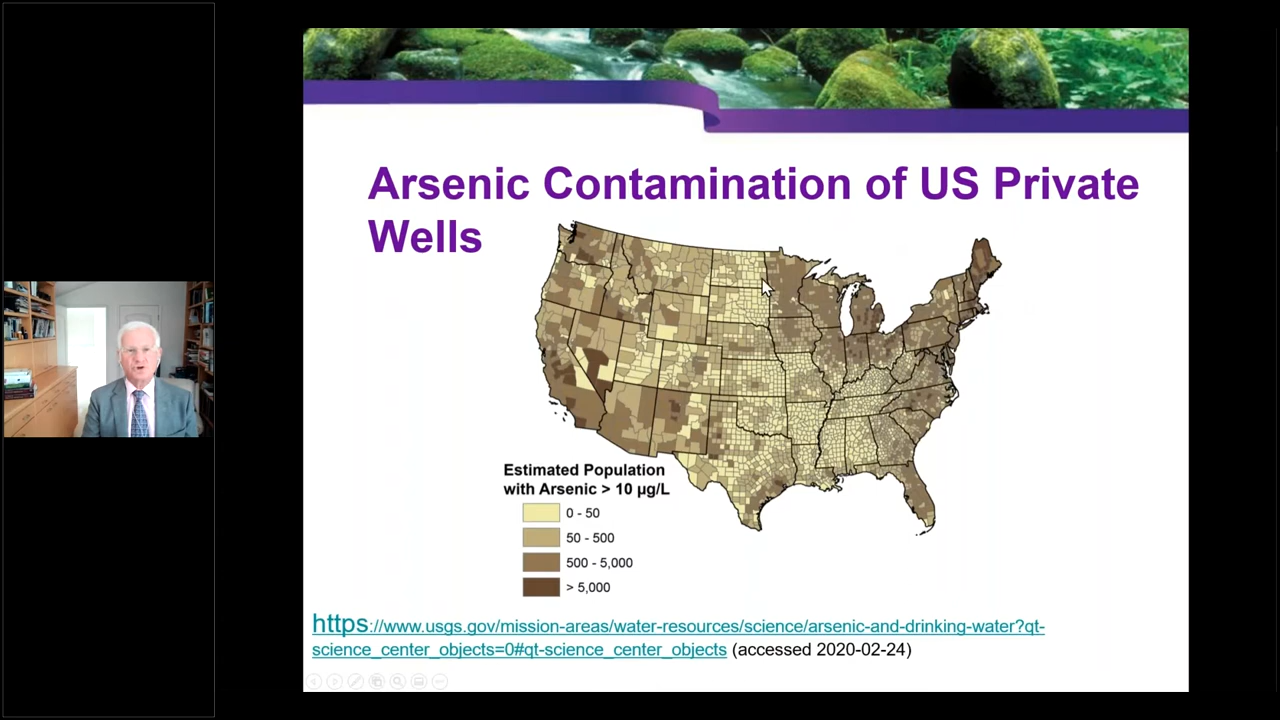 Arsenic Contamination of US Private
Wells
Estimated Population
with Arsenic > 10 µg/L
0 - 50
50 - 500
500 - 5,000
> 5,000
https://www.usgs.gov/mission-areas/water-resources/science/arsenic-and-drinking-water?qt-
science_center_objects=0#qt-science_center_objects (accessed 2020-02-24)